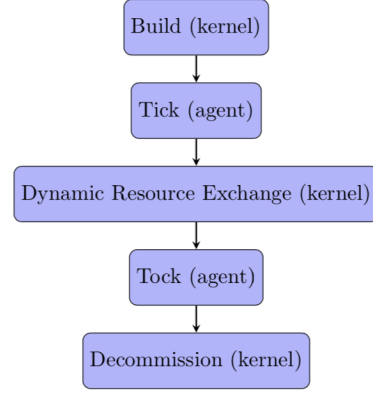 Build (kernel)
Tick (agent)
Dynamic Resource Exchange (kernel)
Tock (agent)
Decommission (kernel)